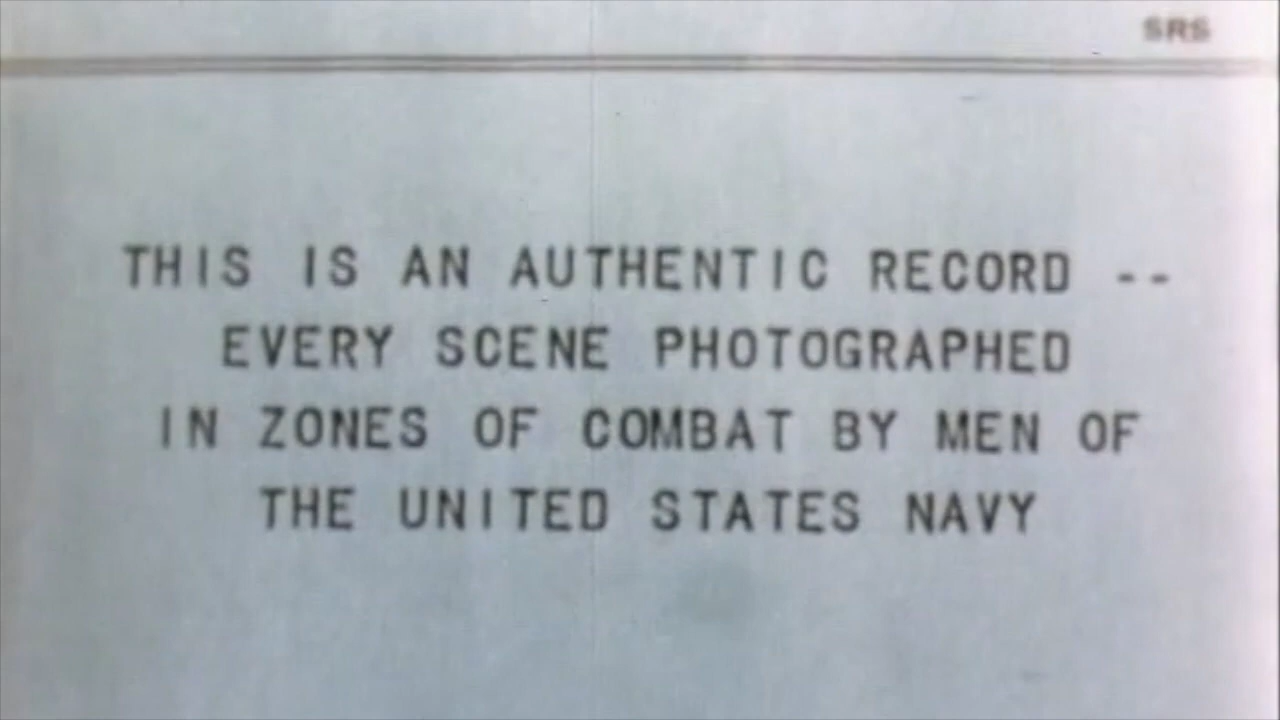 SRS
THIS IS AN AUTHENTIC RECORD --
EVERY SCENE PHOTOGRAPHED
IN ZONES OF COMBAT BY MEN OF
THE UNITED STATES NAVY